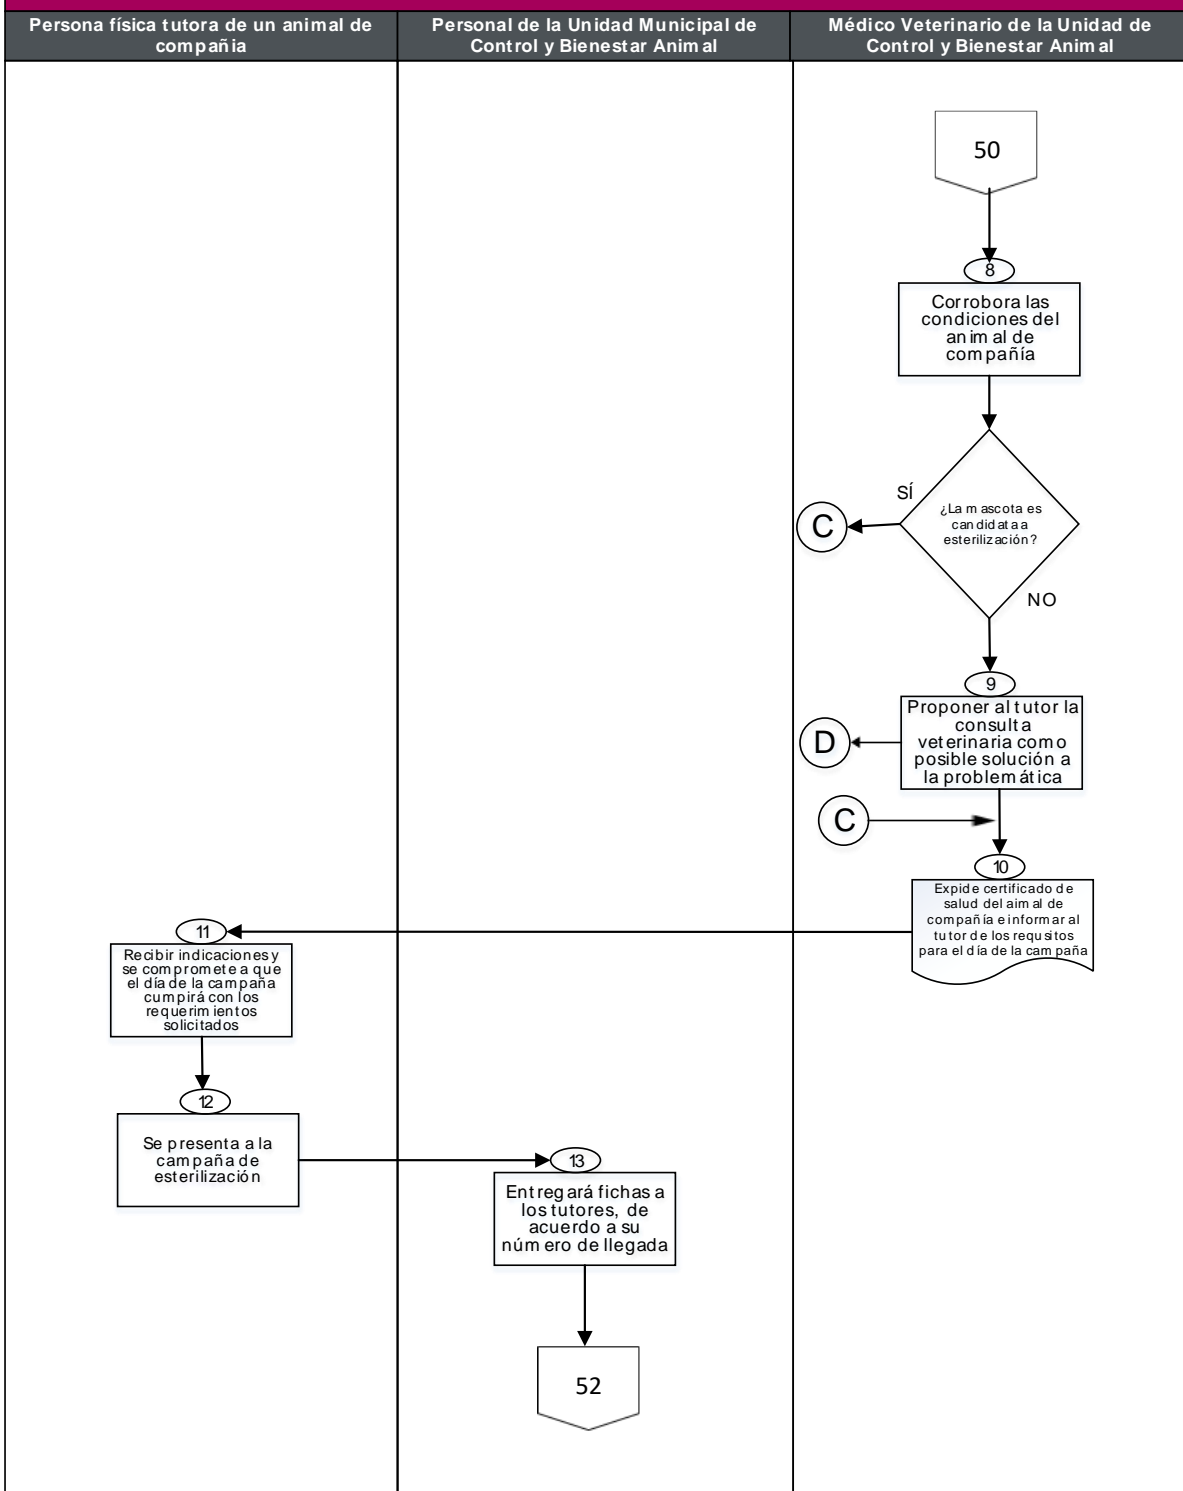 Persona física tutora de un animal de
compañia
Personal de la Unidad Municipal de
Control y Bienestar Animal
Médico Veterinario de la Unidad de
Control y Bienestar Animal
50
8
Corrobora las
condiciones del
animal de
compañía
SÍ
¿La mascota es
candidata a
esterilización?
C
NO
9
Proponer al tutor la
consulta
veterinaria como
posible solución a
la problemática
D
C
10
Expide certificado de
salud del aimal de
compañía e informar al
tutor de los requsitos
para el día de la campaña
11
Recibir indicaciones y
se compromete a que
el día de la campaña
cumpirá con los
requerimientos
solicitados
12
Se presenta a la
campaña de
esterilización
13
Entregará fichas a
los tutores, de
acuerdo a su
número de llegada
52